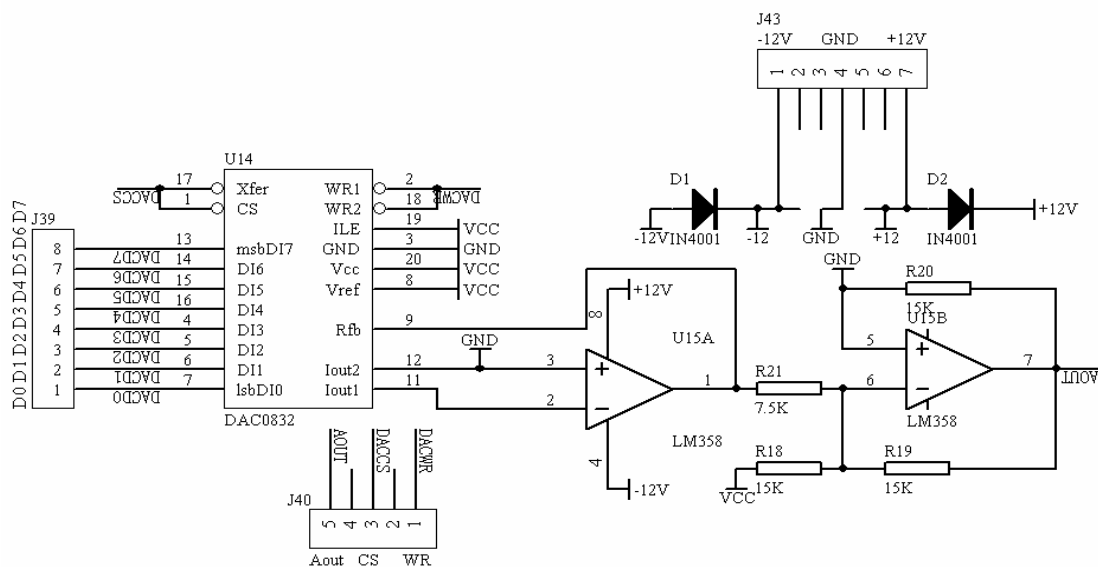 J43
-12V GND +12V
1 2 3 4 5 6 7
U14
17 Xfer WR1 2
DACCS DACWR
1 CS WR2 18
ILE 19 VCC
D1 D2
J39
D0 D1 D2 D3 D4 D5 D6 D7
8 DACD7 13 msbDI7 GND 3 GND
-12V IN4001 -12 GND +12 IN4001 +12V
7 DACD6 14 DI6 Vcc 20 VCC
6 DACD5 15 DI5 Vref 8 VCC
5 DACD4 16 DI4
4 DACD3 4 DI3 Rfb 9
3 DACD2 5 DI2
2 DACD1 6 DI1 Iout2 12 GND
1 DACD0 7 lsbDI0 Iout1 11
DAC0832
8 +12V
U15A
3 + 1
2 −
LM358
4 -12V
GND R20
15K
U15B
5 + 7 AOUT
R21 6 −
7.5K
LM358
R18 R19
VCC 15K 15K
AOUT DACCS DACWR
J40
5 4 3 2 1
Aout CS WR